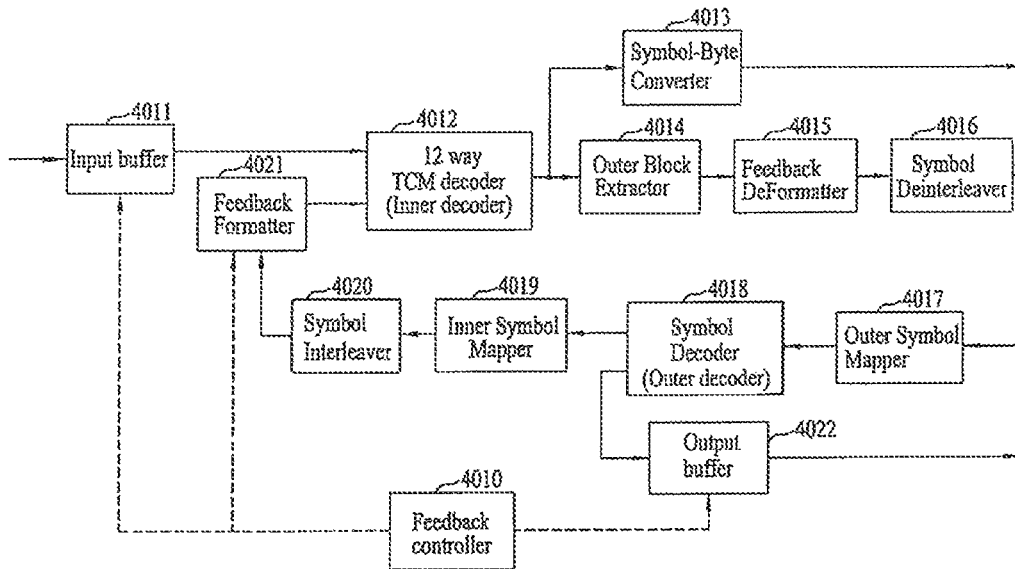 4013
Symbol-Byte
Converter
4011
Input buffer
4012
12 way
TCM decoder
(Inner decoder)
4014
Outer Block
Extractor
4015
Feedback
DeFormatter
4016
Symbol
Deinterleaver
4021
Feedback
Formatter
4020
Symbol
Interleaver
4019
Inner Symbol
Mapper
4018
Symbol
Decoder
(Outer decoder)
4017
Outer Symbol
Mapper
4022
Output
buffer
4010
Feedback
controller